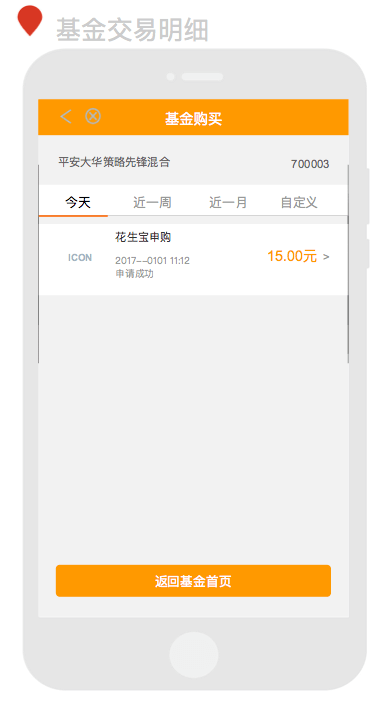 基金交易明细
基金购买
平安大华策略先锋混合 700003
今天 近一周 近一月 自定义
花生宝申购
ICON 15.00元 >
2017--0101 11:12
申请成功
返回基金首页